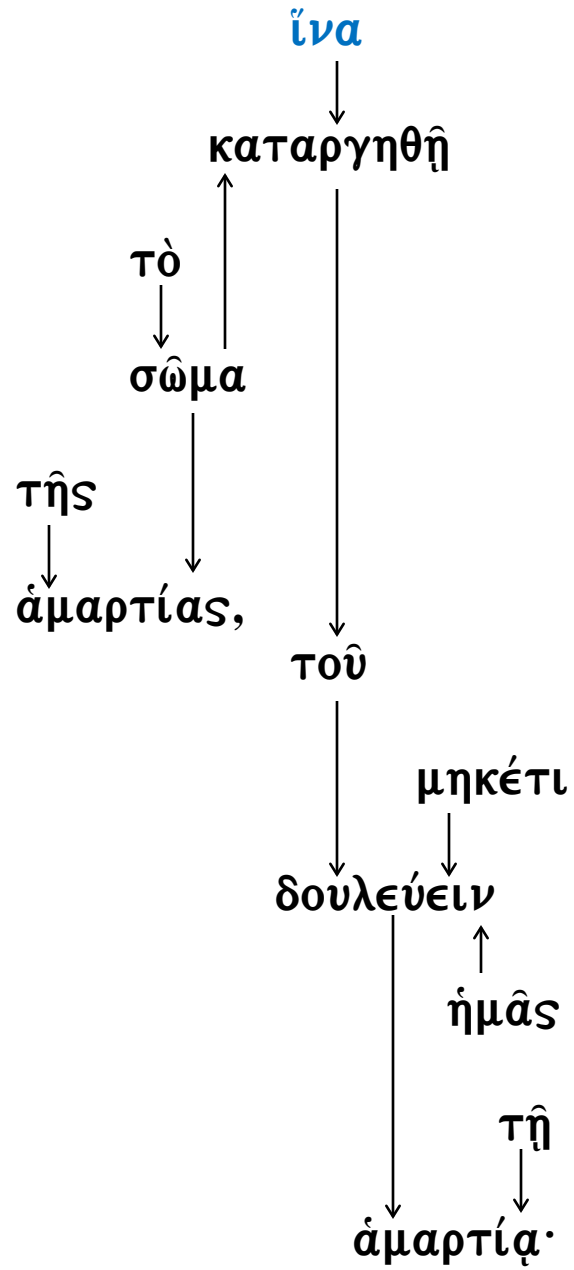 ἵνα
καταργηθῇ
τὸ
σῶμα
τῆς
ἁμαρτίας,
τοῦ
μηκέτι
δουλεύειν
ἡμᾶς
τῇ
ἁμαρτίᾳ·